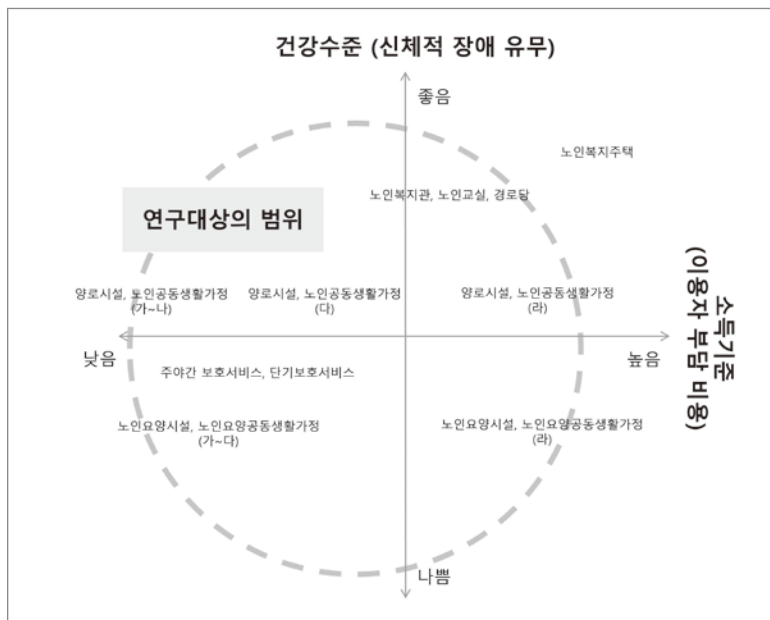 건강수준 (신체적 장애 유무)
좋음
노인복지주택
노인복지관, 노인교실, 경로당
연구대상의 범위
양로시설, 노인공동생활가정
(가~나)
양로시설, 노인공동생활가정
(다)
양로시설, 노인공동생활가정
(라)
소득기준
(이용자 부담 비용)
낮음
높음
주야간 보호서비스, 단기보호서비스
노인요양시설, 노인요양공동생활가정
(가~다)
노인요양시설, 노인요양공동생활가정
(라)
나쁨